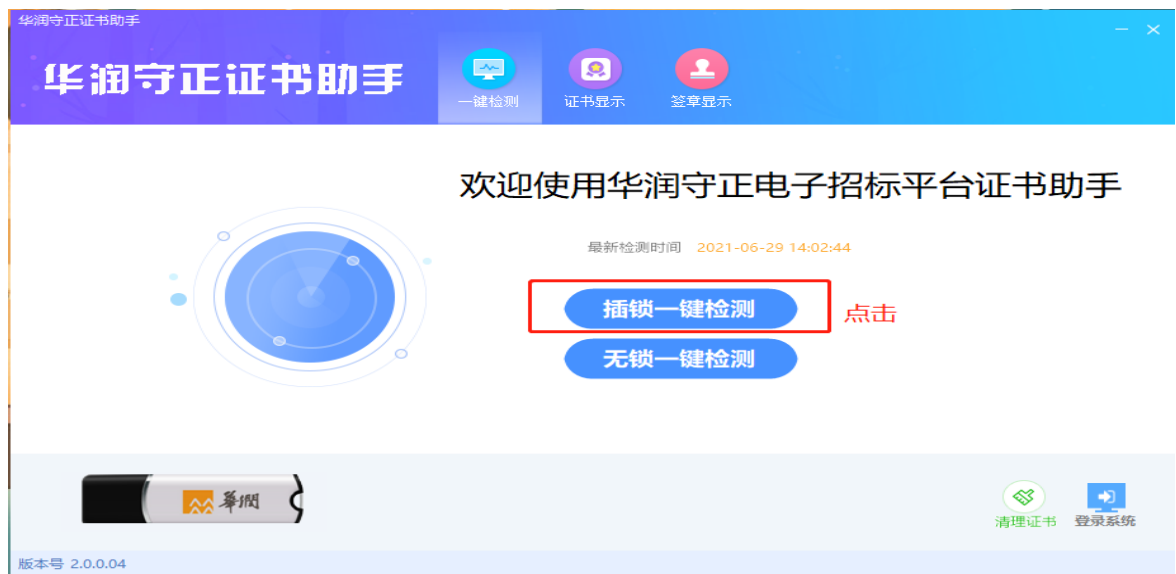 华润守正证书助手
华润守正证书助手
一键检测
证书显示
签章显示
欢迎使用华润守正电子招标平台证书助手
最新检测时间 2021-06-29 14:02:44
插锁一键检测
点击
无锁一键检测
華潤
清理证书
登录系统
版本号 2.0.0.04